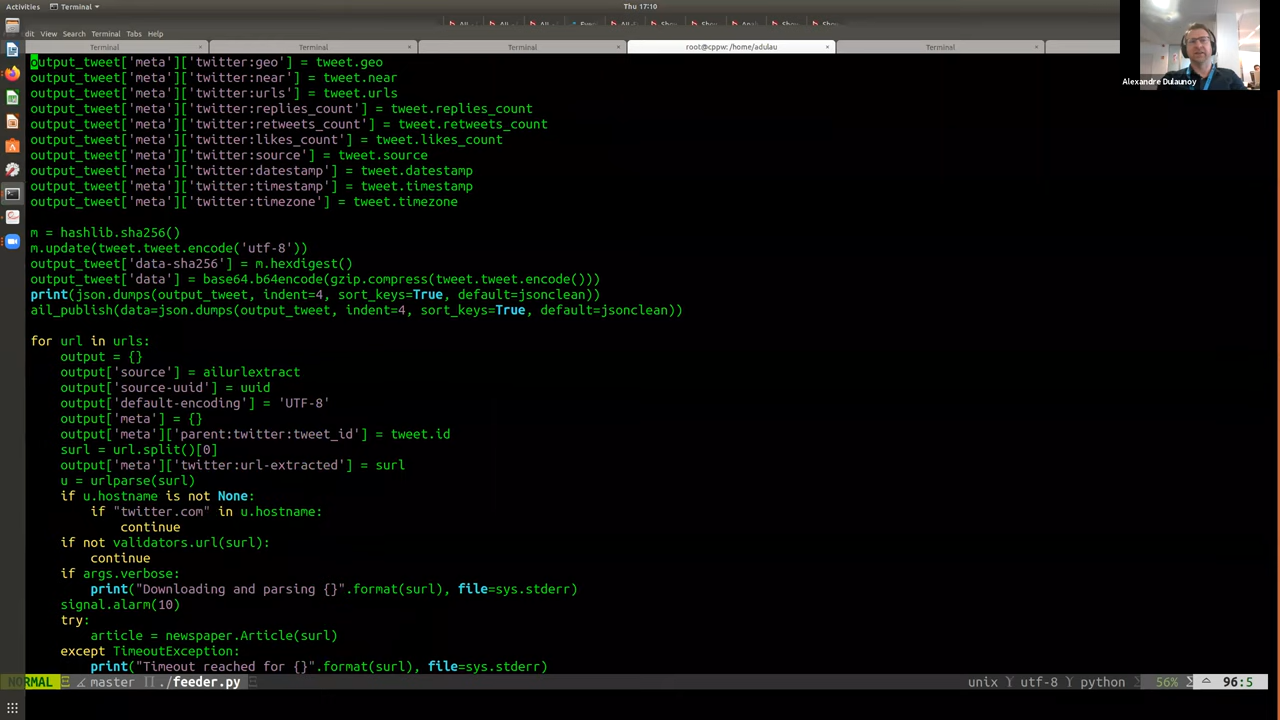 Activities Terminal Thu 17:10
dit View Search Terminal Tabs Help
Terminal × Terminal × Terminal root@cppw: /home/adulau × Terminal ×
Alexandre Dulaunoy
output_tweet['meta']['twitter:geo'] = tweet.geo
output_tweet['meta']['twitter:near'] = tweet.near
output_tweet['meta']['twitter:urls'] = tweet.urls
output_tweet['meta']['twitter:replies_count'] = tweet.replies_count
output_tweet['meta']['twitter:retweets_count'] = tweet.retweets_count
output_tweet['meta']['twitter:likes_count'] = tweet.likes_count
output_tweet['meta']['twitter:source'] = tweet.source
output_tweet['meta']['twitter:datestamp'] = tweet.datestamp
output_tweet['meta']['twitter:timestamp'] = tweet.timestamp
output_tweet['meta']['twitter:timezone'] = tweet.timezone
m = hashlib.sha256()
m.update(tweet.tweet.encode('utf-8'))
output_tweet['data-sha256'] = m.hexdigest()
output_tweet['data'] = base64.b64encode(gzip.compress(tweet.tweet.encode()))
print(json.dumps(output_tweet, indent=4, sort_keys=True, default=jsonclean))
ail_publish(data=json.dumps(output_tweet, indent=4, sort_keys=True, default=jsonclean))
for url in urls:
output = {}
output['source'] = ailurlextract
output['source-uuid'] = uuid
output['default-encoding'] = 'UTF-8'
output['meta'] = {}
output['meta']['parent:twitter:tweet_id'] = tweet.id
surl = url.split()[0]
output['meta']['twitter:url-extracted'] = surl
u = urlparse(surl)
if u.hostname is not None:
if "twitter.com" in u.hostname:
continue
if not validators.url(surl):
continue
if args.verbose:
print("Downloading and parsing {}".format(surl), file=sys.stderr)
signal.alarm(10)
try:
article = newspaper.Article(surl)
except TimeoutException:
print("Timeout reached for {}".format(surl), file=sys.stderr)
NORMAL master ./feeder.py unix utf-8 python 56% 96:5